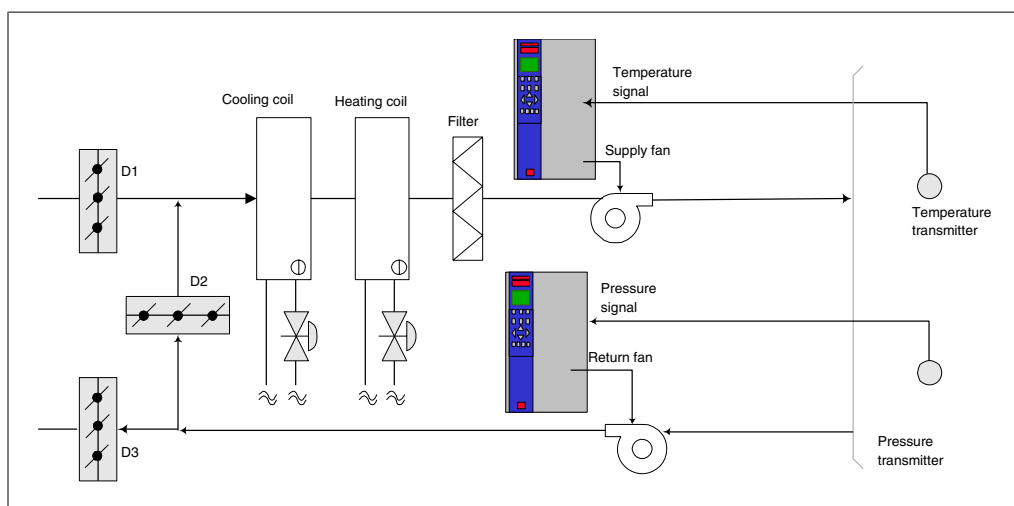 Cooling coil
Heating coil
Filter
Temperature
signal
Supply fan
D1
Temperature
transmitter
D2
Pressure
signal
Return fan
D3
Pressure
transmitter